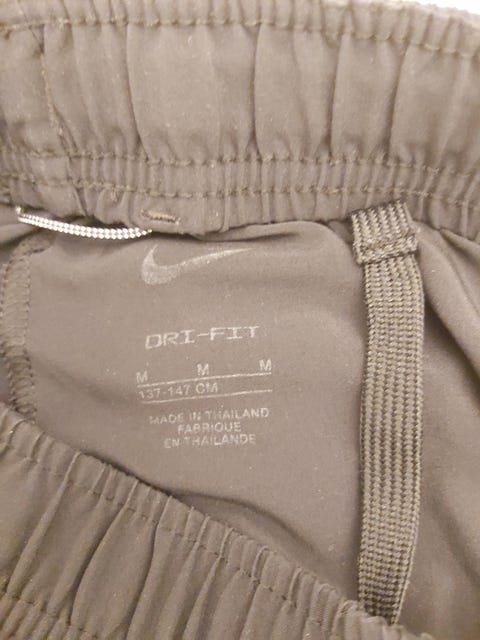 DRI-FIT
M M M
137-147 CM
MADE IN THAILAND
FABRIQUE
EN THAILANDE